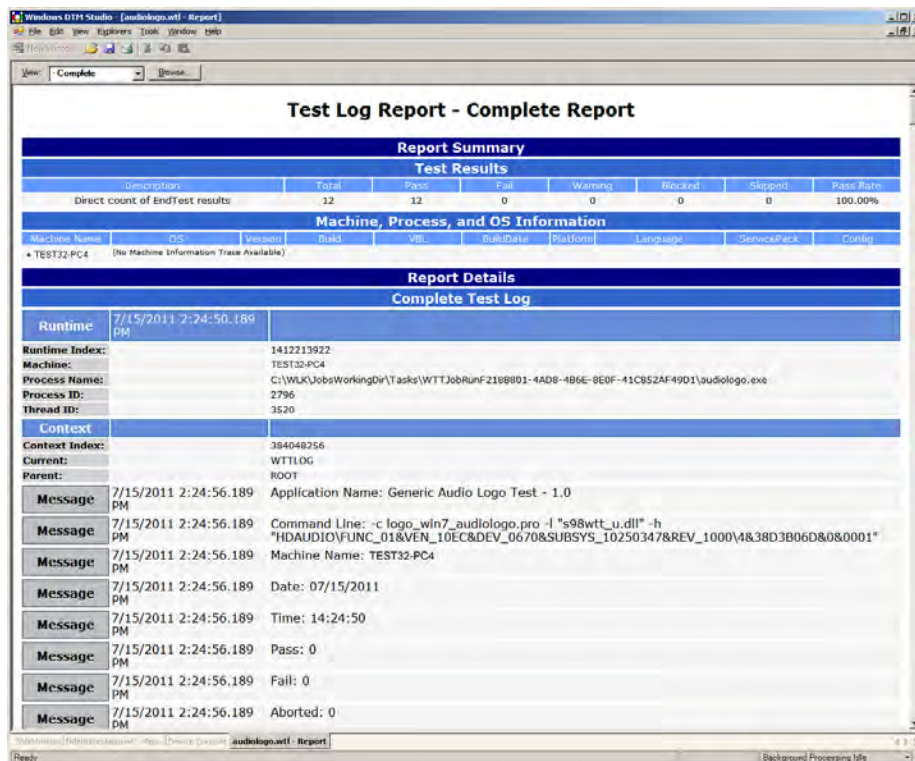 Windows DTM Studio - [audiologo.wtl - Report]
File Edit View Explorers Tools Window Help
View: - Complete Browse...
Test Log Report - Complete Report
Report Summary
Test Results
Description Total Pass Fail Warning Blocked Skipped Pass Rate
Direct count of EndTest results 12 12 0 0 0 0 100.00%
Machine, Process, and OS Information
Machine Name OS Version Build VBL BuildDate Platform Language ServicePack Config
• TEST32-PC4 (No Machine Information Trace Available)
Report Details
Complete Test Log
Runtime 7/15/2011 2:24:50.189 PM
Runtime Index: 1412213922
Machine: TEST32-PC4
Process Name: C:\WLK\JobsWorkingDir\Tasks\WTTJobRunF218B801-4AD8-4B6E-8E0F-41C852AF49D1\audiologo.exe
Process ID: 2796
Thread ID: 3520
Context
Context Index: 384048256
Current: WTTLOG
Parent: ROOT
Message 7/15/2011 2:24:56.189 PM Application Name: Generic Audio Logo Test - 1.0
Message 7/15/2011 2:24:56.189 PM Command Line: -c logo_win7_audiologo.pro -l "s98wtt_u.dll" -h
"HDAUDIO\FUNC_01&VEN_10EC&DEV_0670&SUBSYS_10250347&REV_1000\4&38D3B06D&0&0001"
Message 7/15/2011 2:24:56.189 PM Machine Name: TEST32-PC4
Message 7/15/2011 2:24:56.189 PM Date: 07/15/2011
Message 7/15/2011 2:24:56.189 PM Time: 14:24:50
Message 7/15/2011 2:24:56.189 PM Pass: 0
Message 7/15/2011 2:24:56.189 PM Fail: 0
Message 7/15/2011 2:24:56.189 PM Aborted: 0
audiologo.wtl - Report
Ready Background Processing Idle